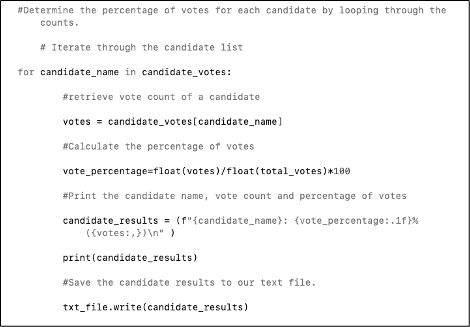 #Determine the percentage of votes for each candidate by looping through the
counts.
# Iterate through the candidate list
for candidate_name in candidate_votes:
#retrieve vote count of a candidate
votes = candidate_votes[candidate_name]
#Calculate the percentage of votes
vote_percentage=float(votes)/float(total_votes)*100
#Print the candidate name, vote count and percentage of votes
candidate_results = (f"{candidate_name}: {vote_percentage:.1f}%
({votes:,})\n" )
print(candidate_results)
#Save the candidate results to our text file.
txt_file.write(candidate_results)